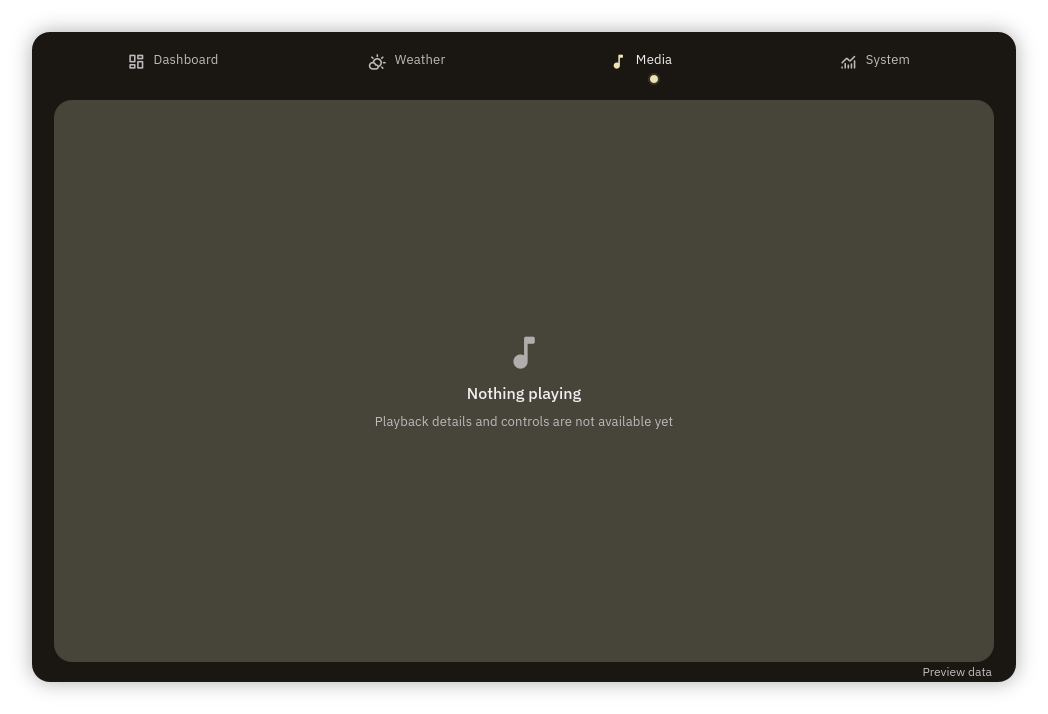 Dashboard
Weather
Media
System
Nothing playing
Playback details and controls are not available yet
Preview data